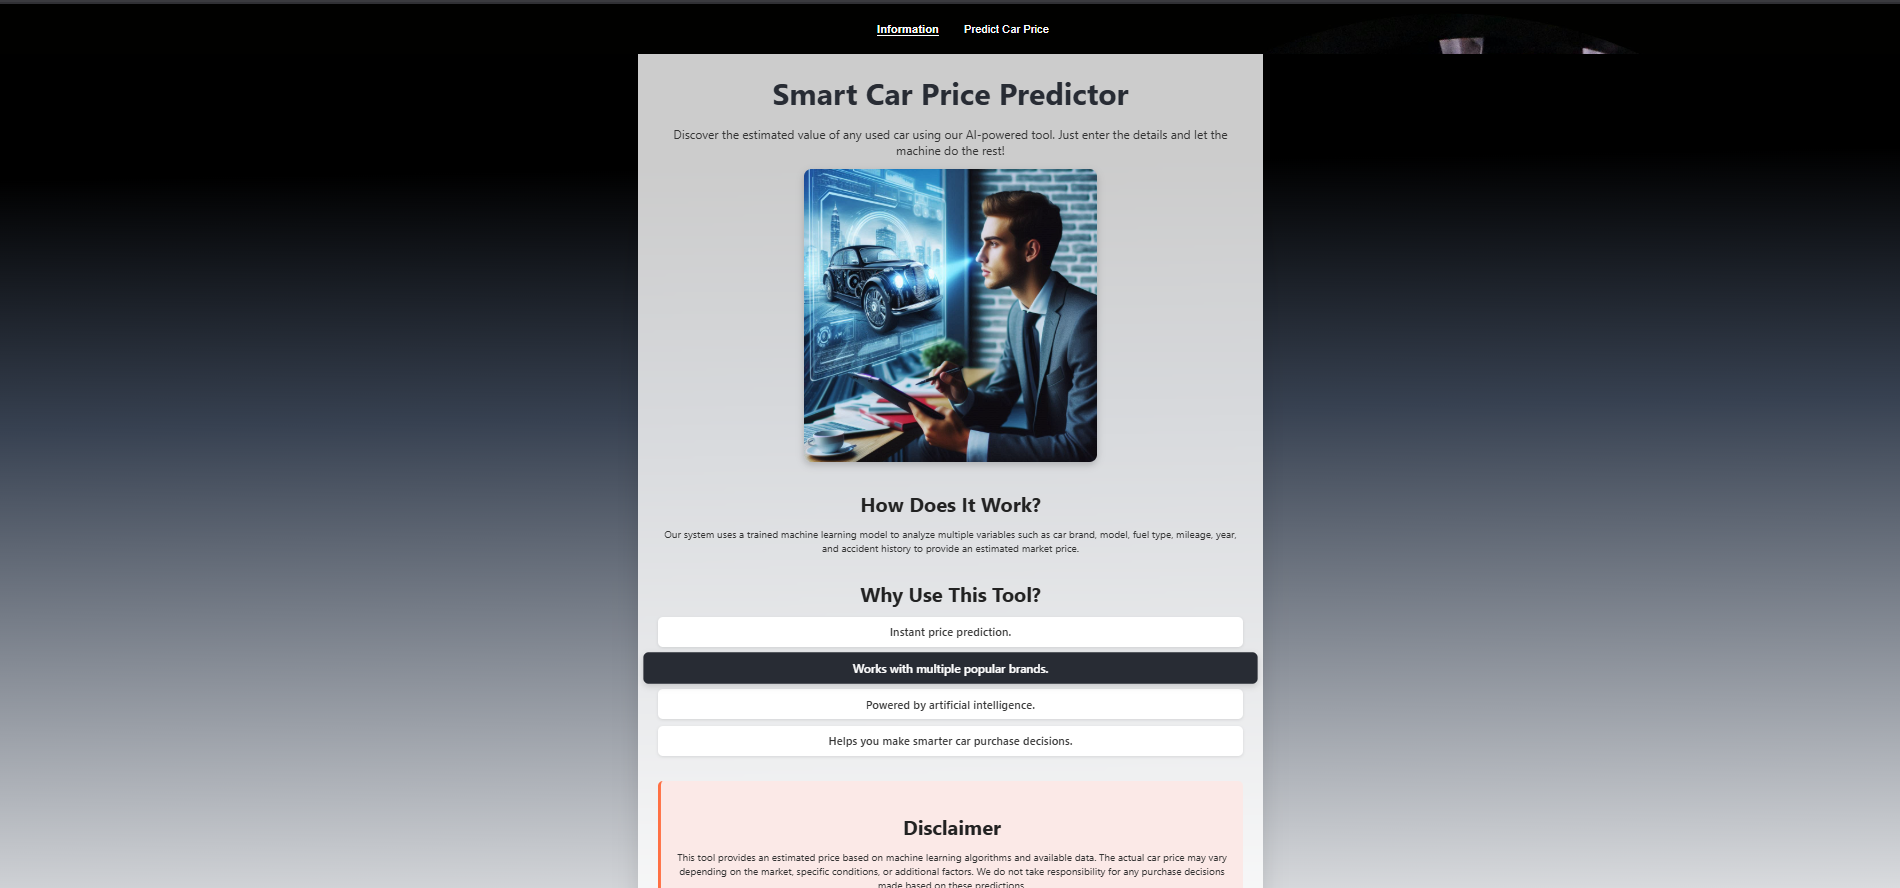 Information Predict Car Price
Smart Car Price Predictor
Discover the estimated value of any used car using our AI-powered tool. Just enter the details and let the
machine do the rest!
How Does It Work?
Our system uses a trained machine learning model to analyze multiple variables such as car brand, model, fuel type, mileage, year,
and accident history to provide an estimated market price.
Why Use This Tool?
Instant price prediction.
Works with multiple popular brands.
Powered by artificial intelligence.
Helps you make smarter car purchase decisions.
Disclaimer
This tool provides an estimated price based on machine learning algorithms and available data. The actual car price may vary
depending on the market, specific conditions, or additional factors. We do not take responsibility for any purchase decisions
made based on these predictions.